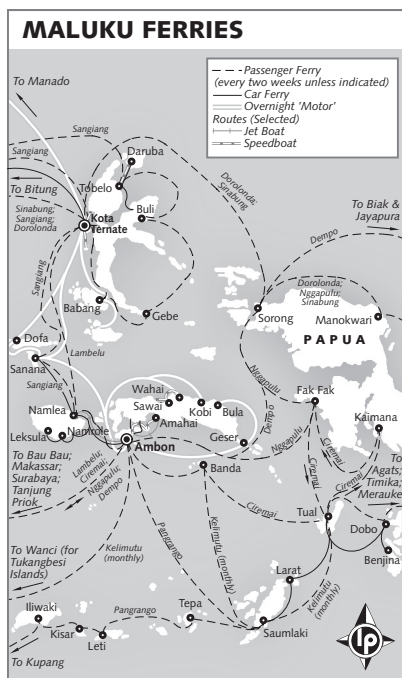 MALUKU FERRIES
Passenger Ferry
(every two weeks unless indicated)
Car Ferry
Overnight 'Motor'
Routes (Selected)
Jet Boat
Speedboat
To Manado
Sangiang
Sangiang
Daruba
To Bitung
Tobelo
Dorolonda;
Sinabung
Sinabung;
Sangiang;
Dorolonda
Kota
Ternate
Buli
To Biak &
Jayapura
Dempo
Sangiang
Babang
Gebe
Sorong
Dorolonda;
Nggapulu;
Sinabung
Manokwari
PAPUA
Dofa
Lambelu
Sanana
Sangiang
Nggapulu
Wahai
Sawai
Kobi
Bula
Fak Fak
Namlea
Amahai
Dempo
Kaimana
Leksula
Namrole
Ambon
Geser
Nggapulu
Ciremai
Banda
To Bau Bau;
Makassar;
Surabaya;
Tanjung
Priok
Lambelu;
Ciremai;
Nggapulu;
Dempo
Ciremai
Ciremai
To
Agats;
Timika;
Merauke
Ciremai
Tual
Dobo
Benjina
To Wanci (for
Tukangbesi
Islands)
Kelimutu
(monthly)
Pangrango
Kelimutu (monthly)
Larat
Kelimutu
(monthly)
Iliwaki
Pangrango
Tepa
Kisar
Leti
Saumlaki
To Kupang
lp